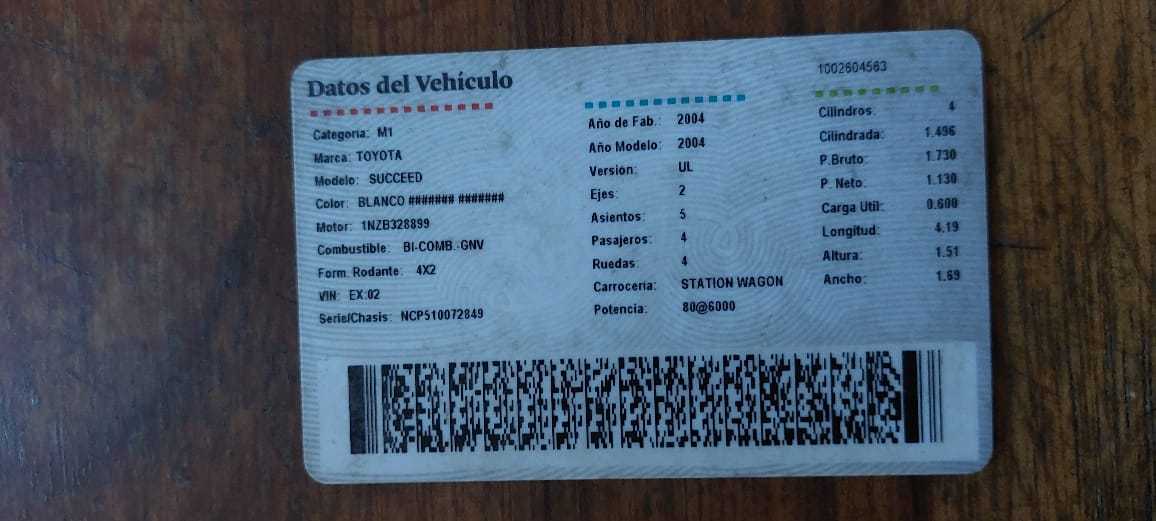 Datos del Vehículo
Categoria: M1
Marca: TOYOTA
Modelo: SUCCEED
Color: BLANCO ####### #######
Motor: 1NZB328899
Combustible: BI-COMB.-GNV
Form. Rodante: 4X2
VIN: EX:02
Serie/Chasis: NCP510072849
Año de Fab.: 2004
Año Modelo: 2004
Versión: UL
Ejes: 2
Asientos: 5
Pasajeros: 4
Ruedas: 4
Carrocería: STATION WAGON
Potencia: 80@6000
1002604563
Cilindros: 4
Cilindrada: 1.496
P.Bruto: 1.730
P. Neto: 1.130
Carga Util: 0.600
Longitud: 4.19
Altura: 1.51
Ancho: 1.69